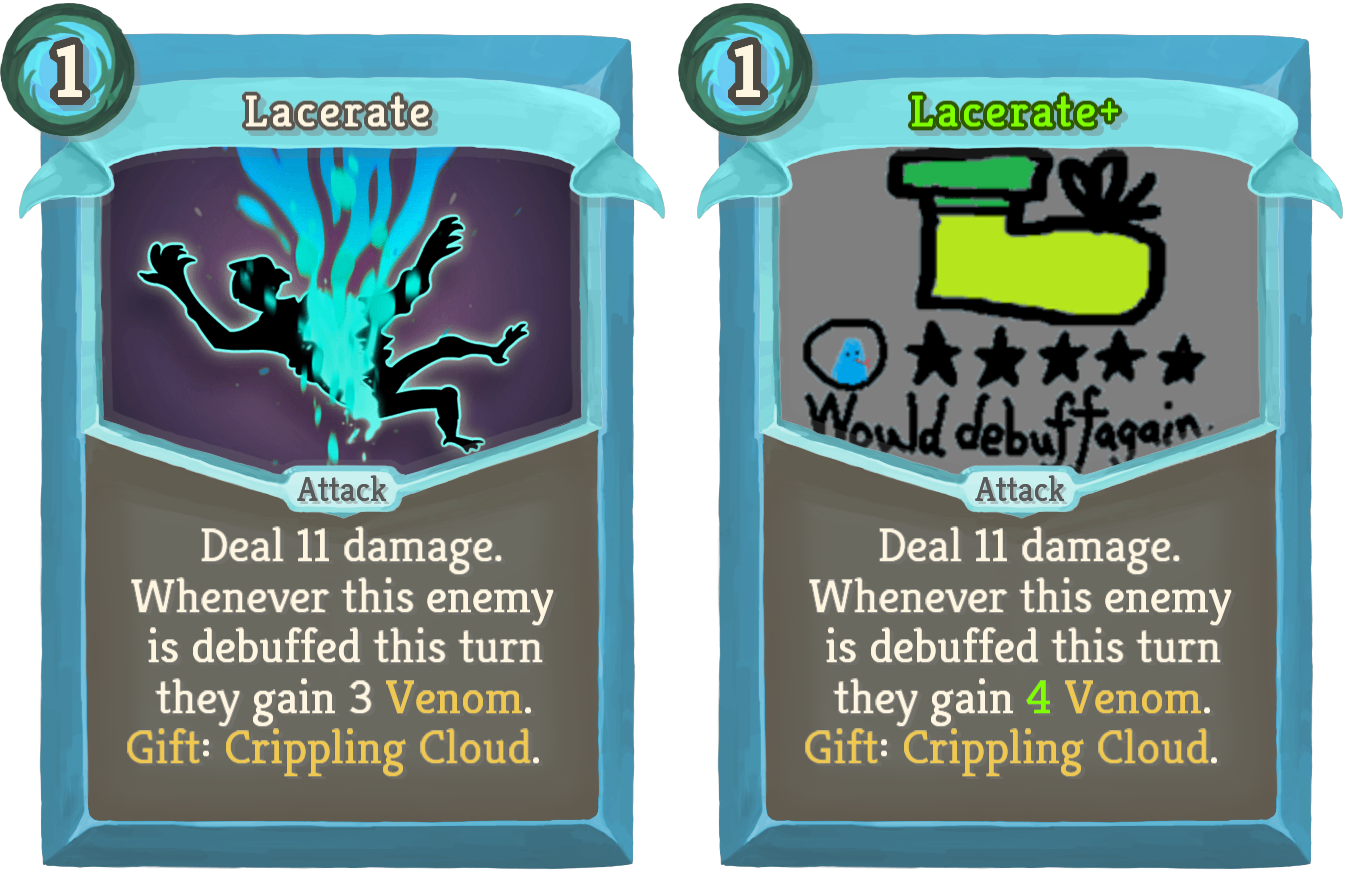 1
Lacerate
Attack
Deal 11 damage.
Whenever this enemy
is debuffed this turn
they gain 3 Venom.
Gift: Crippling Cloud.
1
Lacerate+
Would debuff again.
Attack
Deal 11 damage.
Whenever this enemy
is debuffed this turn
they gain 4 Venom.
Gift: Crippling Cloud.